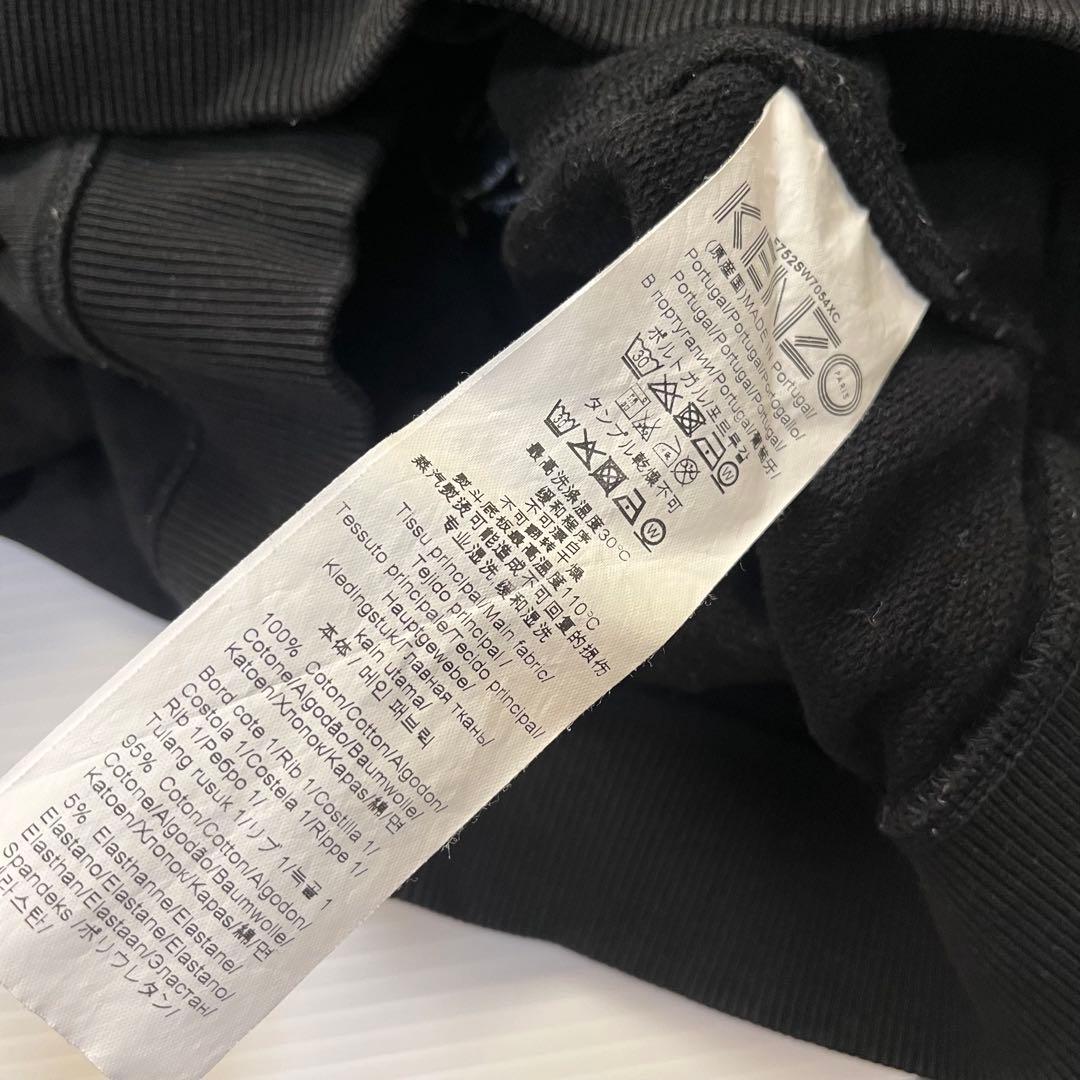 KENZO
PARIS
F752SW7054XC
(原産国)MADE IN Portugal/
Portugal/Portugal/Portogallo/
Portugal/Portugal/Portugal/
В португалии/Portugal/葡萄牙/
ポルトガル/포르투갈
30
W
タンブル乾燥不可
30
W
最高洗涤温度30℃
缓和程序
不可漂白
不可翻转干燥
熨斗底板最高温度110℃
蒸汽熨烫可能造成不可回复的损伤
专业湿洗 缓和湿洗
Tissu principal/Main fabric/
Tejido principal/
Tessuto principale/Tecido principal/
Hauptgewebe/
Kledingstuk/Главная ткань/
kain utama/
本体/메인 패브릭
100% Coton/Cotton/Algodon/
Cotone/Algodão/Baumwolle/
Katoen/Хлопок/Kapas/綿/면
Bord cote 1/Rib 1/Costilla 1/
Costola 1/Costela 1/Rippe 1/
Rib 1/Ребро 1/
Tulang rusuk 1/リブ 1/늑골 1
95% Coton/Cotton/Algodon/
Cotone/Algodão/Baumwolle/
Katoen/Хлопок/Kapas/綿/면
5% Elasthanne/Elastane/
Elastano/Elastane/Elastano/
Elasthan/Elastaan/Эластан/
Spandeks /ポリウレタン/
라스탄/